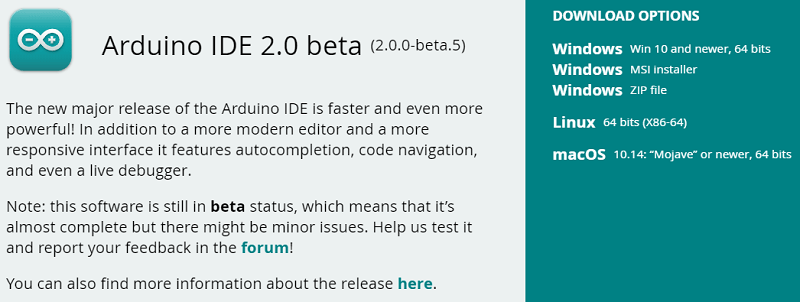 Arduino IDE 2.0 beta (2.0.0-beta.5)
The new major release of the Arduino IDE is faster and even more
powerful! In addition to a more modern editor and a more
responsive interface it features autocompletion, code navigation,
and even a live debugger.
Note: this software is still in beta status, which means that it’s
almost complete but there might be minor issues. Help us test it
and report your feedback in the forum!
You can also find more information about the release here.
DOWNLOAD OPTIONS
Windows Win 10 and newer, 64 bits
Windows MSI installer
Windows ZIP file
Linux 64 bits (X86-64)
macOS 10.14: “Mojave” or newer, 64 bits